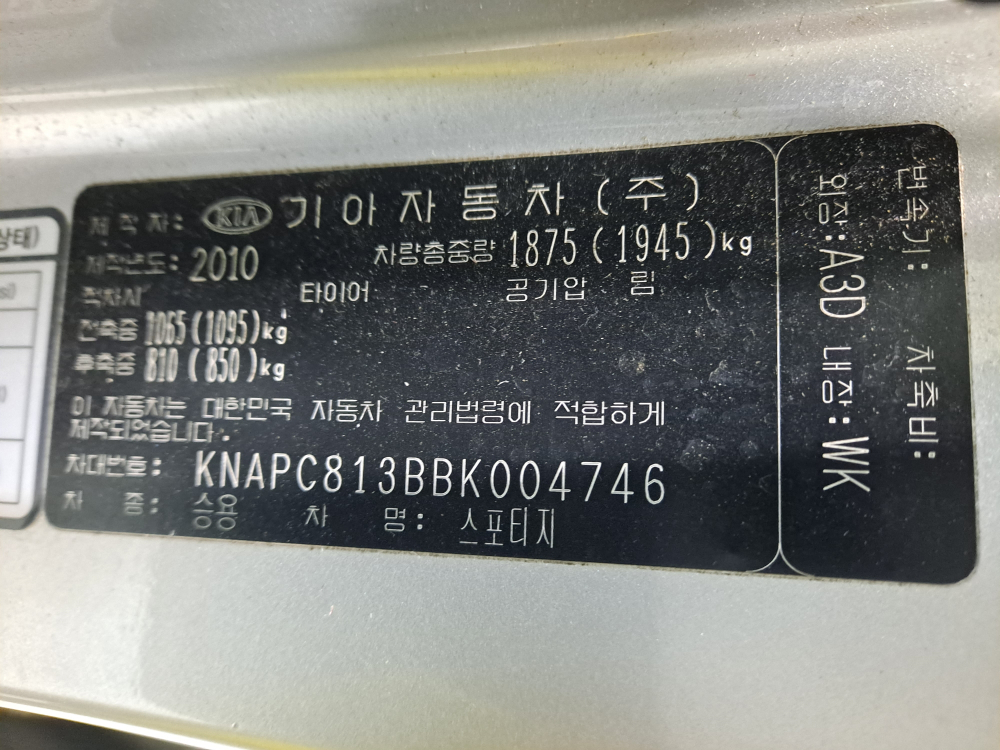 제작자: KIA 기아자동차(주)
제작년도: 2010 차량총중량 1875(1945)kg
적차시 타이어 공기압 림
전축중 1065(1095)kg
후축중 810(850)kg
이 자동차는 대한민국 자동차 관리법령에 적합하게
제작되었습니다.
차대번호: KNAPC813BBK004746
차 종: 승용 차 명: 스포티지
변속기: 차축비:
외장:A3D 내장:WK
상태)